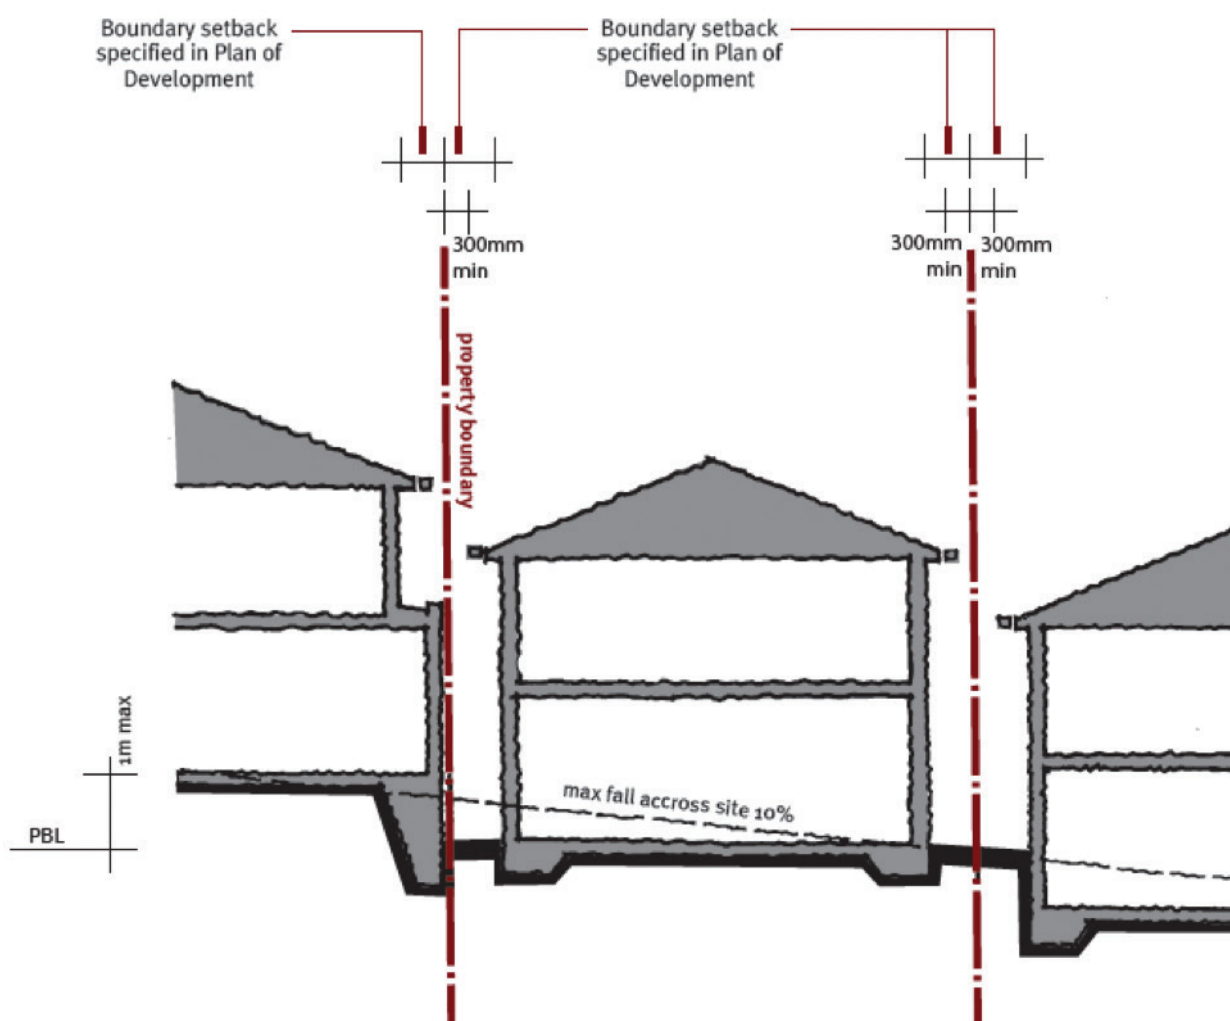 Boundary setback
specified in Plan of
Development
Boundary setback
specified in Plan of
Development
300mm
min
300mm
min
300mm
min
property boundary
1m max
PBL
max fall accross site 10%